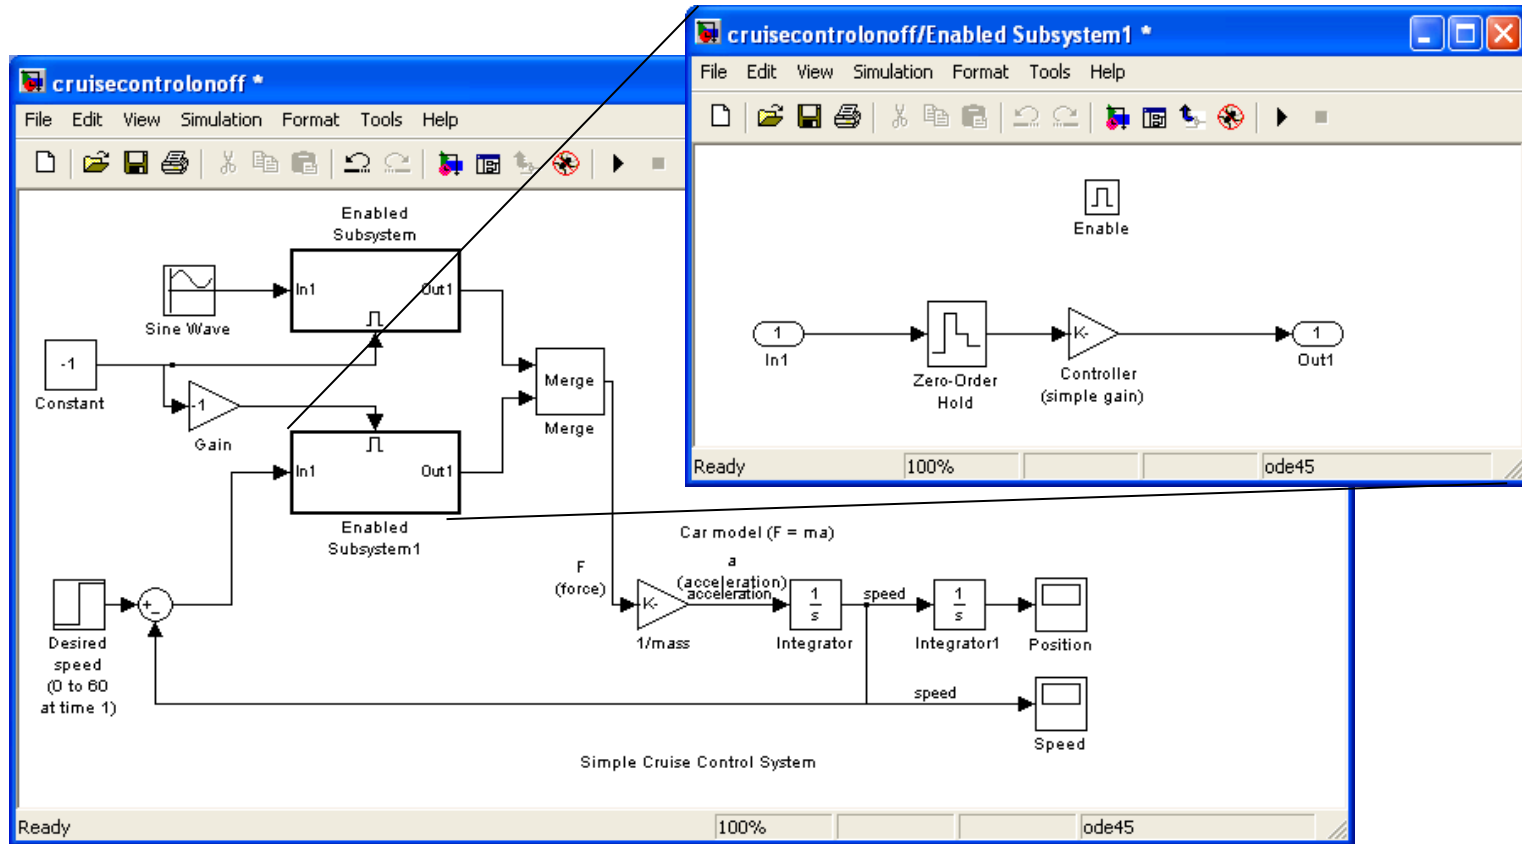 cruisecontrolonoff/Enabled Subsystem1 *
File Edit View Simulation Format Tools Help
Enable
1
In1
Zero-Order
Hold
K-
Controller
(simple gain)
1
Out1
Ready 100% ode45
cruisecontrolonoff *
File Edit View Simulation Format Tools Help
Enabled
Subsystem
In1 Out1
Sine Wave
-1
Constant
-1
Gain
Merge
Merge
In1 Out1
Enabled
Subsystem1
Car model (F = ma)
F
(force)
a
(acceleration)
acceleration
+
-
Desired
speed
(0 to 60
at time 1)
K-
1/mass
1
s
Integrator
speed
1
s
Integrator1
Position
speed
Speed
Simple Cruise Control System
Ready 100% ode45